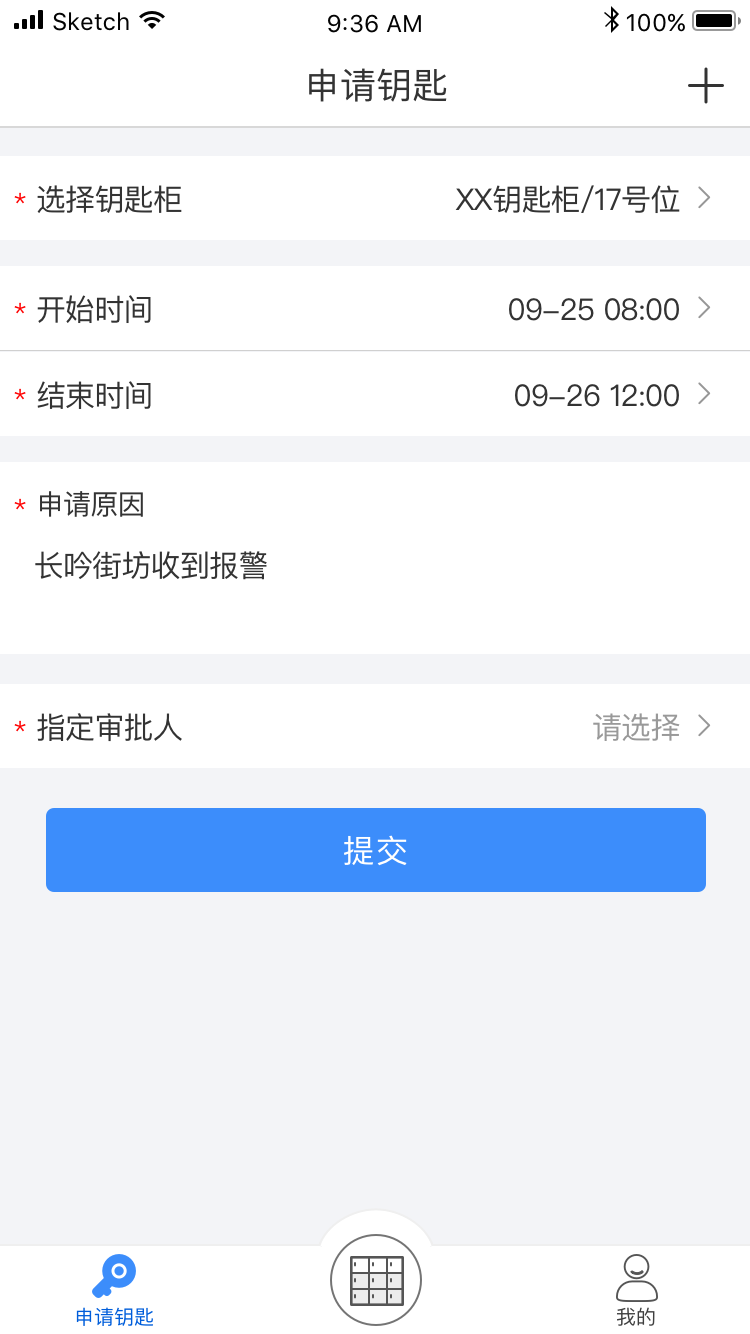 Sketch 9:36 AM 100%
申请钥匙
* 选择钥匙柜 XX钥匙柜/17号位
* 开始时间 09-25 08:00
* 结束时间 09-26 12:00
* 申请原因
长吟街坊收到报警
* 指定审批人 请选择
提交
申请钥匙 我的